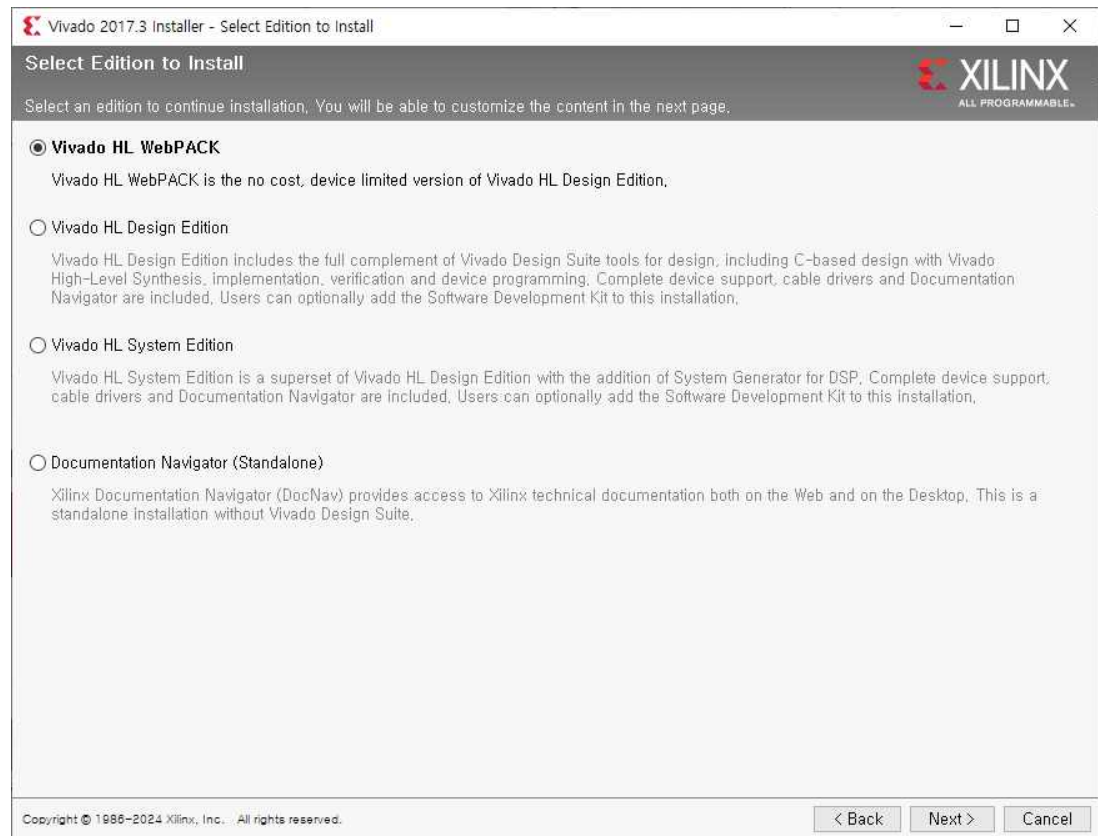 Vivado 2017.3 Installer - Select Edition to Install
Select Edition to Install
XILINX
ALL PROGRAMMABLE™
Select an edition to continue installation. You will be able to customize the content in the next page.
Vivado HL WebPACK
Vivado HL WebPACK is the no cost, device limited version of Vivado HL Design Edition.
Vivado HL Design Edition
Vivado HL Design Edition includes the full complement of Vivado Design Suite tools for design, including C-based design with Vivado
High-Level Synthesis, implementation, verification and device programming. Complete device support, cable drivers and Documentation
Navigator are included. Users can optionally add the Software Development Kit to this installation.
Vivado HL System Edition
Vivado HL System Edition is a superset of Vivado HL Design Edition with the addition of System Generator for DSP. Complete device support,
cable drivers and Documentation Navigator are included. Users can optionally add the Software Development Kit to this installation.
Documentation Navigator (Standalone)
Xilinx Documentation Navigator (DocNav) provides access to Xilinx technical documentation both on the Web and on the Desktop. This is a
standalone installation without Vivado Design Suite.
Copyright © 1986-2024 Xilinx, Inc. All rights reserved.
< Back Next > Cancel